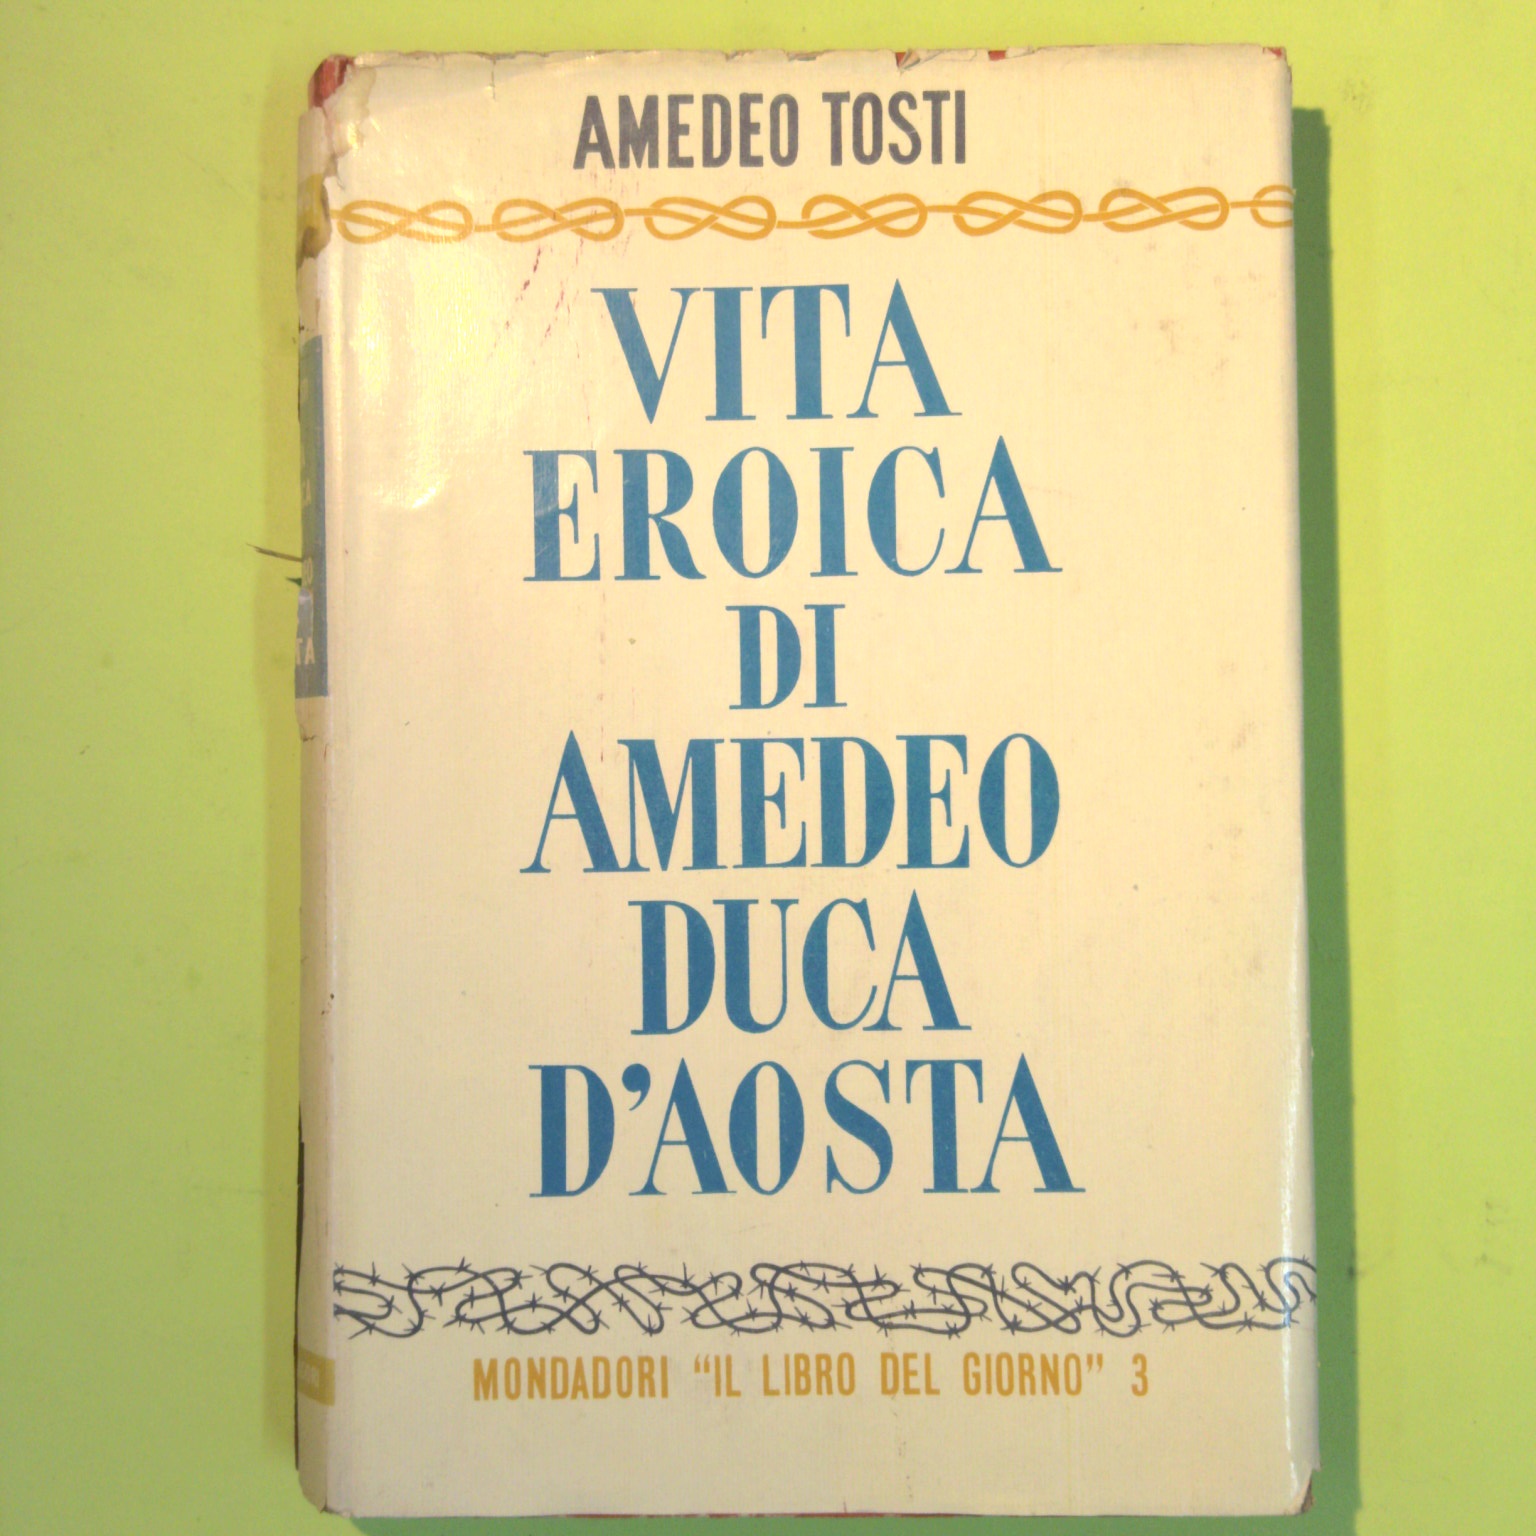 AMEDEO TOSTI
VITA
EROICA
DI
AMEDEO
DUCA
D'AOSTA
MONDADORI "IL LIBRO DEL GIORNO" 3